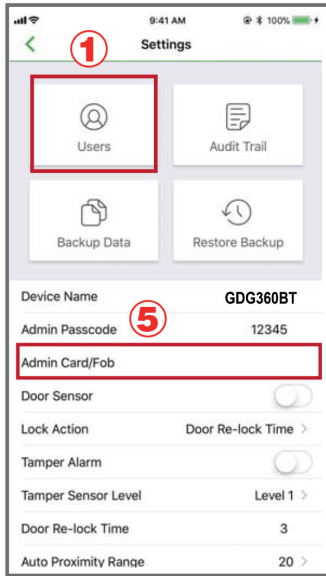 9:41 AM
100%
Settings
1
Users
Audit Trail
Backup Data
Restore Backup
Device Name GDG360BT
5
Admin Passcode 12345
Admin Card/Fob
Door Sensor
Lock Action Door Re-lock Time >
Tamper Alarm
Tamper Sensor Level Level 1 >
Door Re-lock Time 3
Auto Proximity Range 20 >